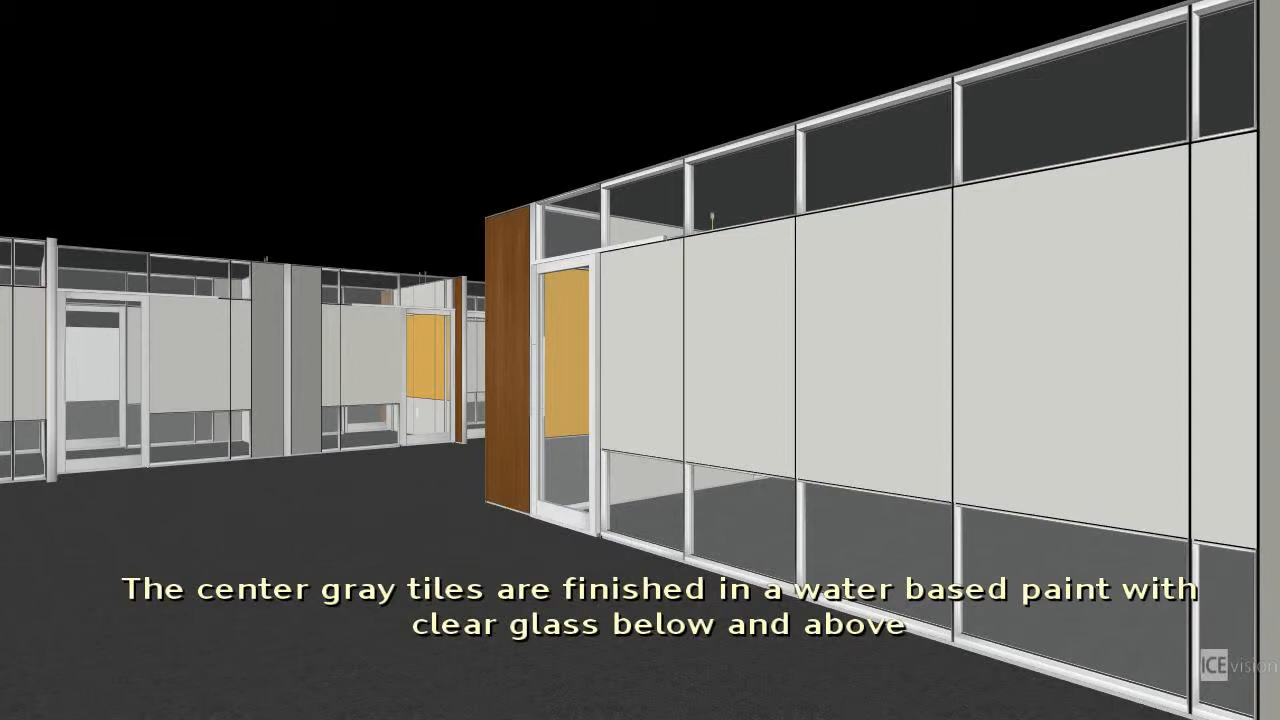 The center gray tiles are finished in a water based paint with
clear glass below and above
ICEvision